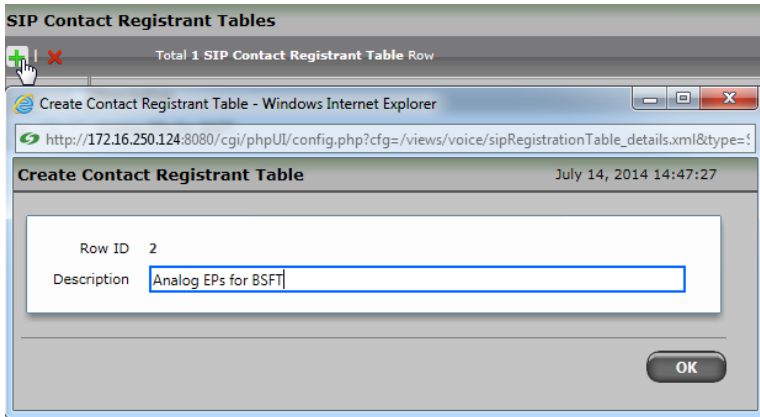 SIP Contact Registrant Tables
Total 1 SIP Contact Registrant Table Row
Create Contact Registrant Table - Windows Internet Explorer
http://172.16.250.124:8080/cgi/phpUI/config.php?cfg=/views/voice/sipRegistrationTable_details.xml&type=
Create Contact Registrant Table July 14, 2014 14:47:27
Row ID 2
Description Analog EPs for BSFT
OK